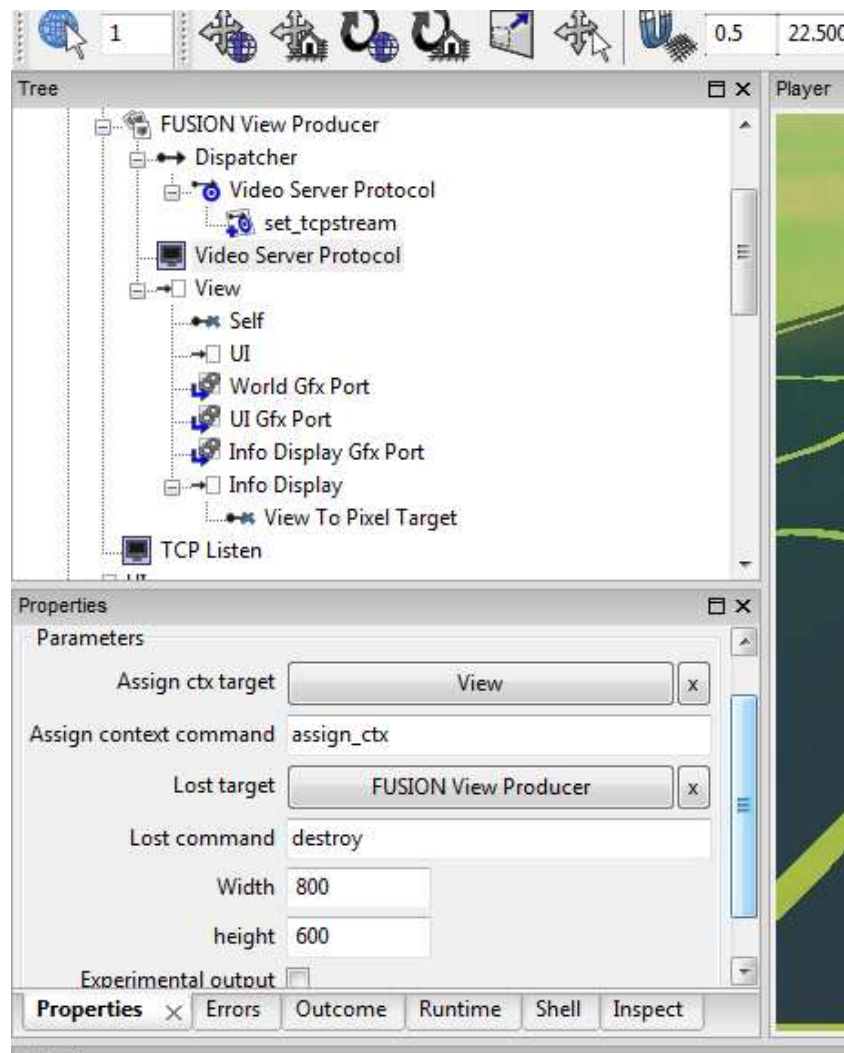 1
0.5
22.500
Tree
Player
FUSION View Producer
Dispatcher
Video Server Protocol
set_tcpstream
Video Server Protocol
View
Self
UI
World Gfx Port
UI Gfx Port
Info Display Gfx Port
Info Display
View To Pixel Target
TCP Listen
Properties
Parameters
Assign ctx target View x
Assign context command assign_ctx
Lost target FUSION View Producer x
Lost command destroy
Width 800
height 600
Experimental output
Properties Errors Outcome Runtime Shell Inspect